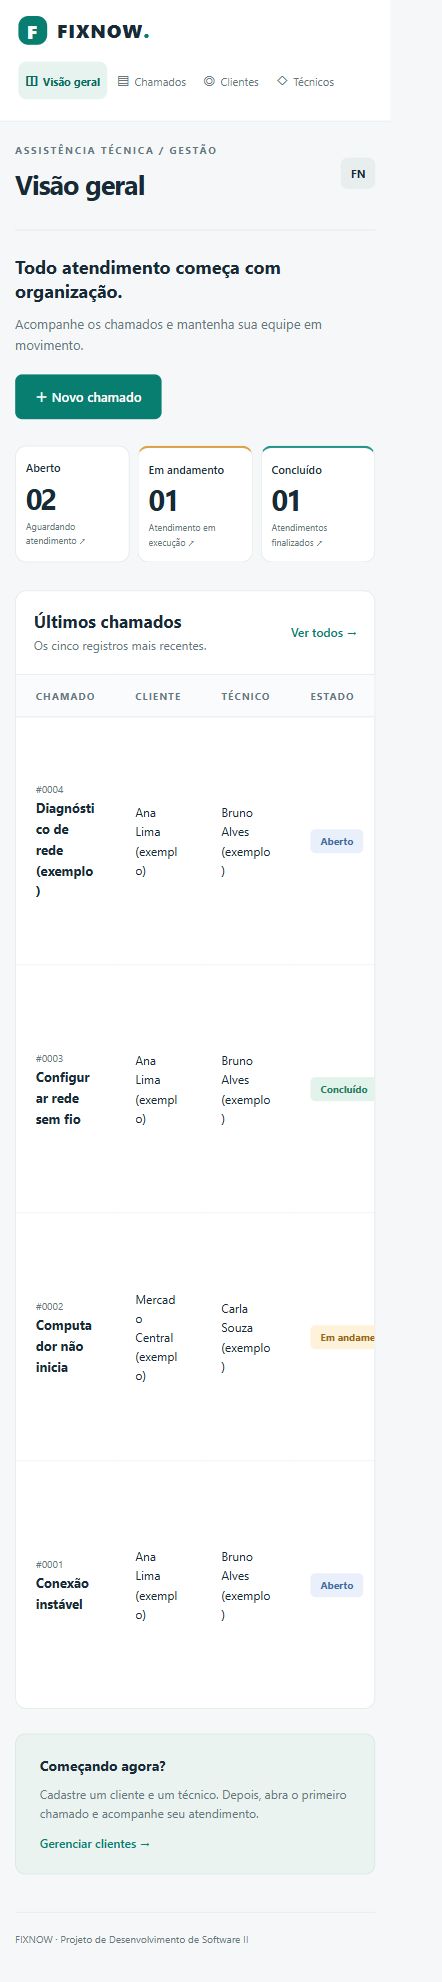 F FIXNOW.
Visão geral Chamados Clientes Técnicos
ASSISTÊNCIA TÉCNICA / GESTÃO
Visão geral
FN
Todo atendimento começa com
organização.
Acompanhe os chamados e mantenha sua equipe em
movimento.
+ Novo chamado
Aberto
02
Aguardando
atendimento ↗
Em andamento
01
Atendimento em
execução ↗
Concluído
01
Atendimentos
finalizados ↗
Últimos chamados
Os cinco registros mais recentes.
Ver todos →
CHAMADO CLIENTE TÉCNICO ESTADO
#0004
Diagnósti
co de
rede
(exemplo
)
Ana
Lima
(exempl
o)
Bruno
Alves
(exemplo
)
Aberto
#0003
Configur
ar rede
sem fio
Ana
Lima
(exempl
o)
Bruno
Alves
(exemplo
)
Concluído
#0002
Computa
dor não
inicia
Mercad
o
Central
(exempl
o)
Carla
Souza
(exemplo
)
Em andame
#0001
Conexão
instável
Ana
Lima
(exempl
o)
Bruno
Alves
(exemplo
)
Aberto
Começando agora?
Cadastre um cliente e um técnico. Depois, abra o primeiro
chamado e acompanhe seu atendimento.
Gerenciar clientes →
FIXNOW · Projeto de Desenvolvimento de Software II